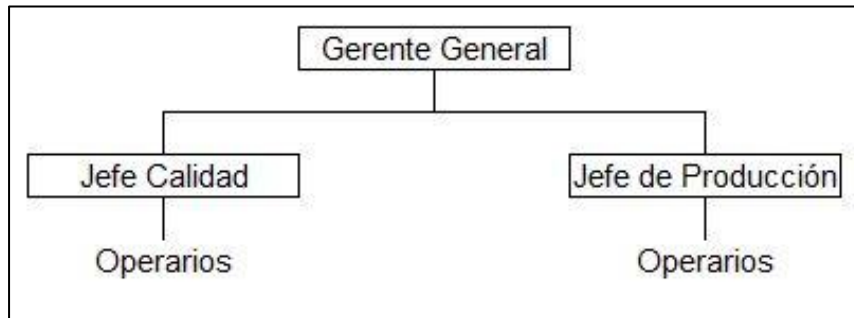 Gerente General
Jefe Calidad
Jefe de Producción
Operarios
Operarios